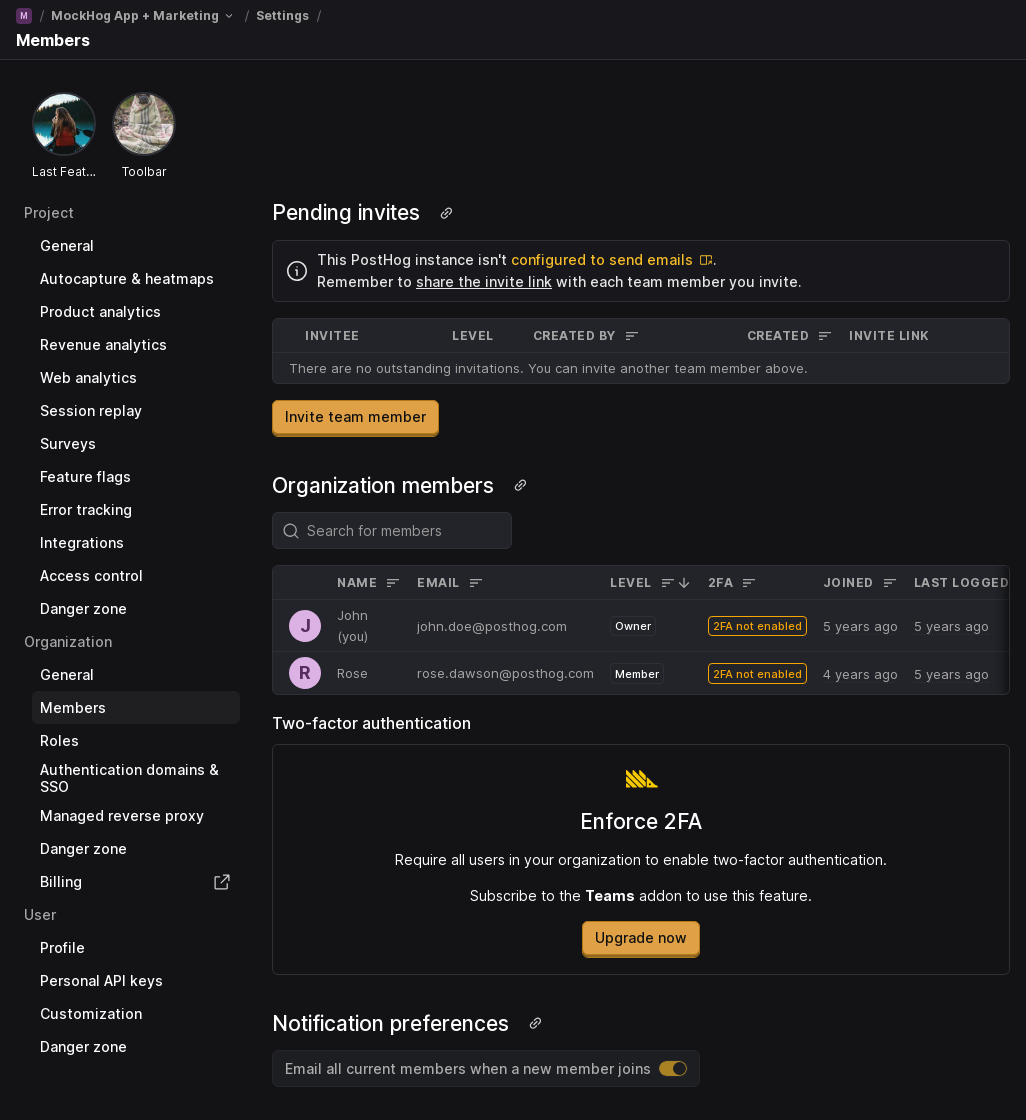 M / MockHog App + Marketing / Settings /
Members
Last Feat...
Toolbar
Project
General
Autocapture & heatmaps
Product analytics
Revenue analytics
Web analytics
Session replay
Surveys
Feature flags
Error tracking
Integrations
Access control
Danger zone
Organization
General
Members
Roles
Authentication domains &
SSO
Managed reverse proxy
Danger zone
Billing
User
Profile
Personal API keys
Customization
Danger zone
Pending invites
This PostHog instance isn't configured to send emails.
Remember to share the invite link with each team member you invite.
INVITEE LEVEL CREATED BY CREATED INVITE LINK
There are no outstanding invitations. You can invite another team member above.
Invite team member
Organization members
Search for members
NAME EMAIL LEVEL 2FA JOINED LAST LOGGED
J John
(you) john.doe@posthog.com Owner 2FA not enabled 5 years ago 5 years ago
R Rose rose.dawson@posthog.com Member 2FA not enabled 4 years ago 5 years ago
Two-factor authentication
Enforce 2FA
Require all users in your organization to enable two-factor authentication.
Subscribe to the Teams addon to use this feature.
Upgrade now
Notification preferences
Email all current members when a new member joins